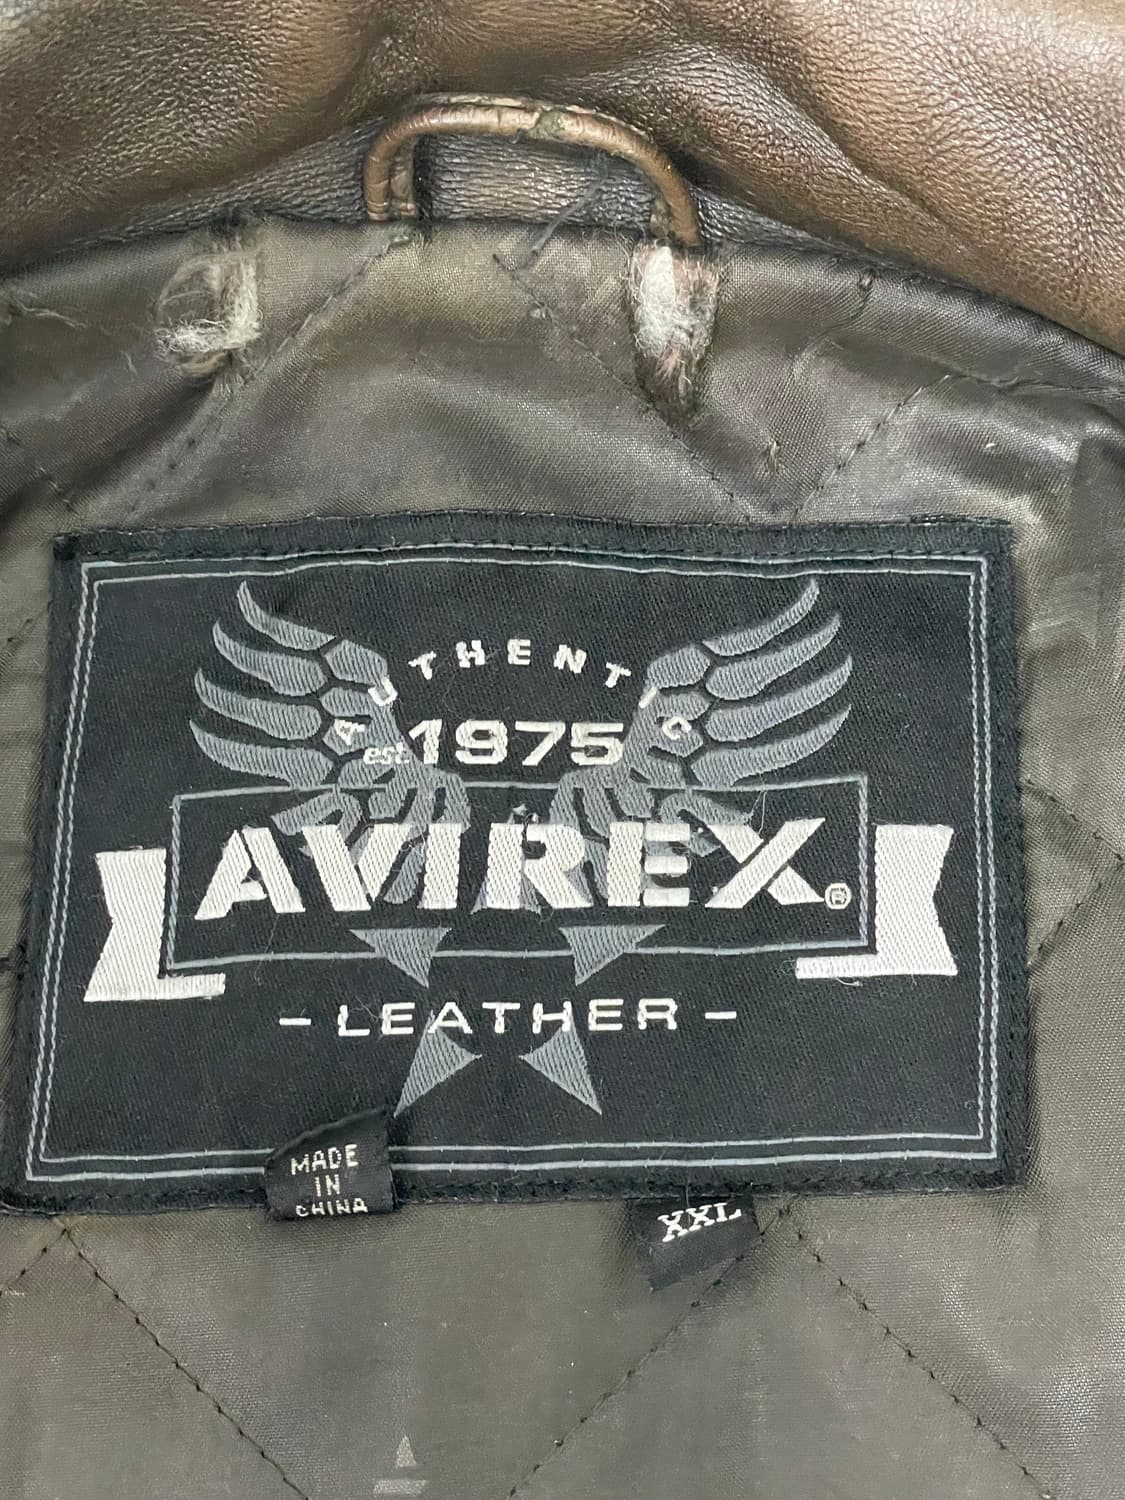 AUTHENTIC
est. 1975
AVIREX®
- LEATHER -
MADE
IN
CHINA
XXL